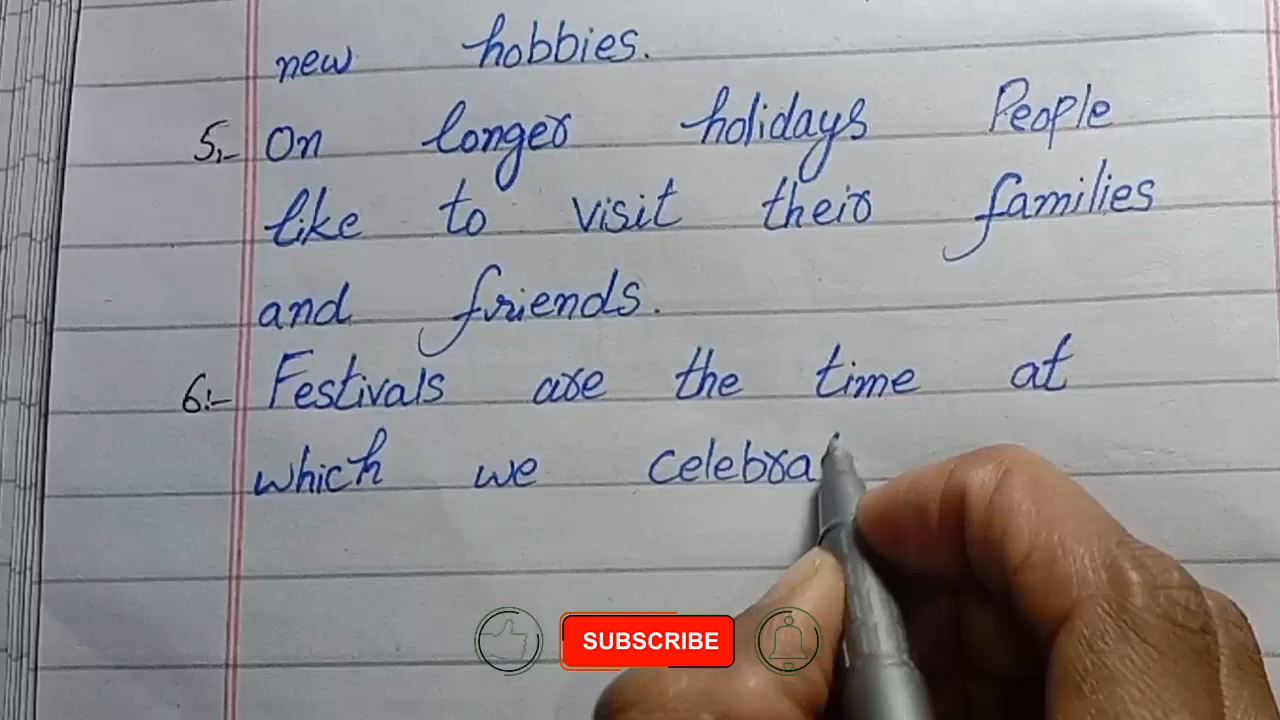 new hobbies.
5:- On longer holidays People
like to visit their families
and friends.
6:- Festivals are the time at
which we celebra
SUBSCRIBE